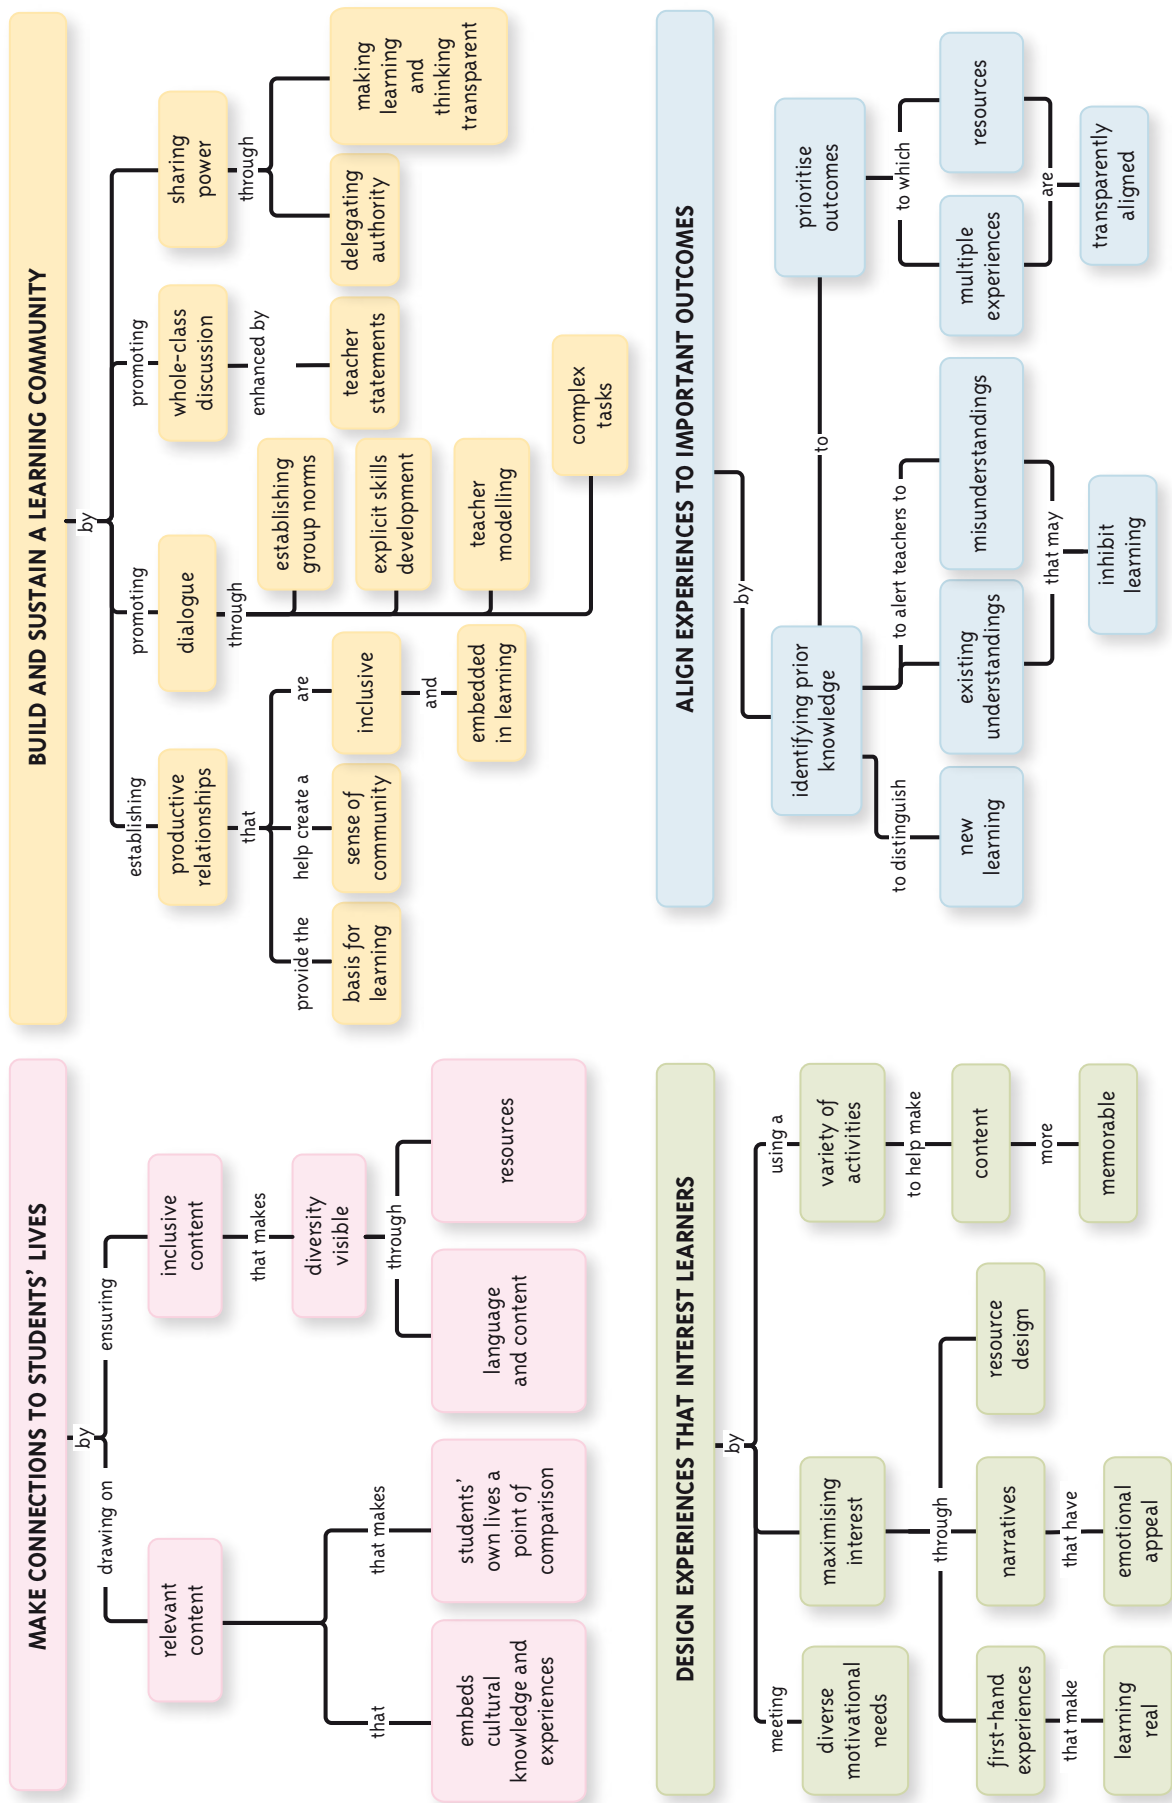 MAKE CONNECTIONS TO STUDENTS’ LIVES
by
drawing on
ensuring
relevant
content
inclusive
content
that makes
diversity
visible
that
that makes
through
embeds
cultural
knowledge and
experiences
students’
own lives a
point of
comparison
language
and content
resources
BUILD AND SUSTAIN A LEARNING COMMUNITY
by
establishing
promoting
promoting
productive
relationships
dialogue
whole-class
discussion
sharing
power
that
through
enhanced by
through
provide the
help create a
are
basis for
learning
sense of
community
inclusive
and
embedded
in learning
establishing
group norms
explicit skills
development
teacher
modelling
complex
tasks
teacher
statements
delegating
authority
making
learning
and
thinking
transparent
DESIGN EXPERIENCES THAT INTEREST LEARNERS
by
meeting
using a
diverse
motivational
needs
maximising
interest
variety of
activities
through
to help make
first-hand
experiences
narratives
resource
design
content
that make
that have
more
learning
real
emotional
appeal
memorable
ALIGN EXPERIENCES TO IMPORTANT OUTCOMES
by
identifying prior
knowledge
to
prioritise
outcomes
to distinguish
to alert teachers to
to which
new
learning
existing
understandings
misunderstandings
multiple
experiences
resources
that may
are
inhibit
learning
transparently
aligned